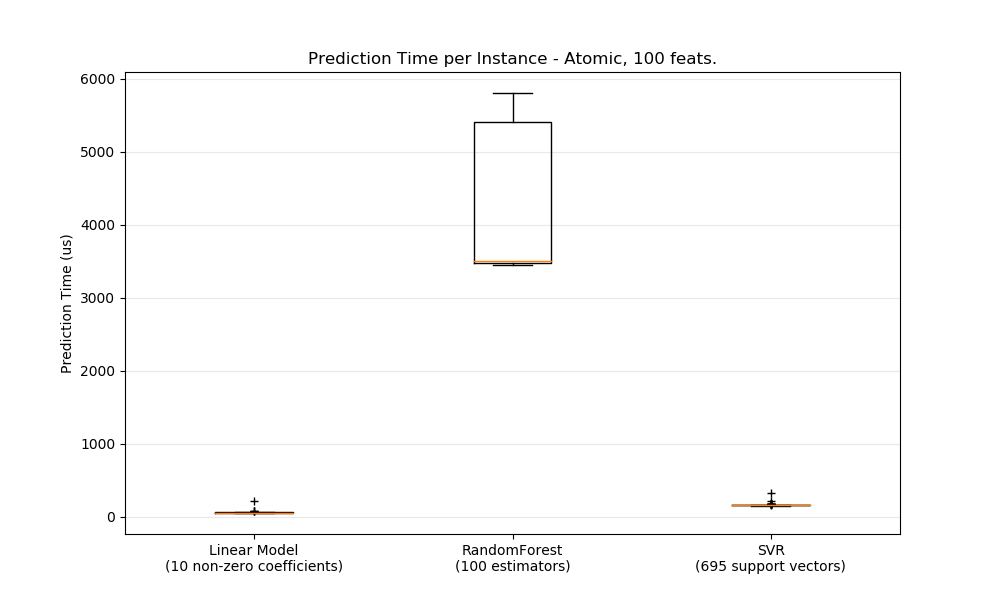 Prediction Time per Instance - Atomic, 100 feats.
Prediction Time (us)
6000
5000
4000
3000
2000
1000
0
Linear Model
(10 non-zero coefficients)
RandomForest
(100 estimators)
SVR
(695 support vectors)